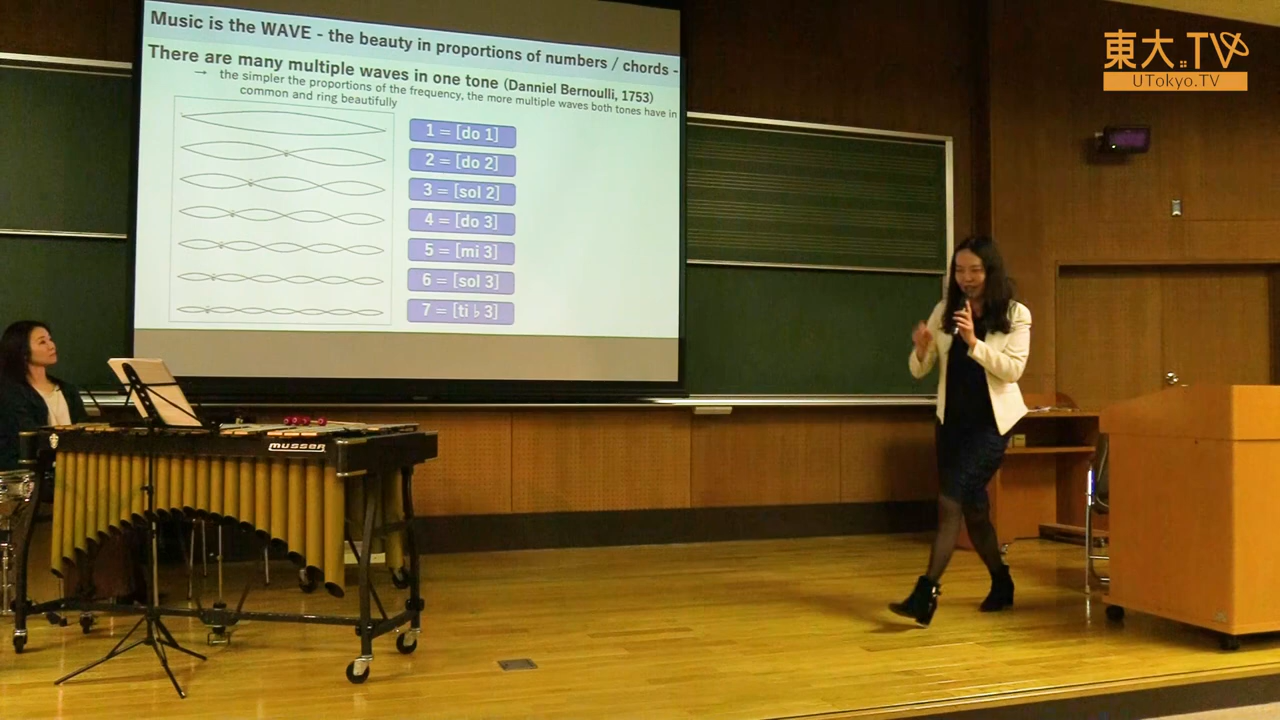 Music is the WAVE - the beauty in proportions of numbers / chords -
There are many multiple waves in one tone (Danniel Bernoulli, 1753)
→ the simpler the proportions of the frequency, the more multiple waves both tones have in
common and ring beautifully
1 = [do 1]
2 = [do 2]
3 = [sol 2]
4 = [do 3]
5 = [mi 3]
6 = [sol 3]
7 = [ti ♭ 3]
東大.TV
UTokyo.TV
musser